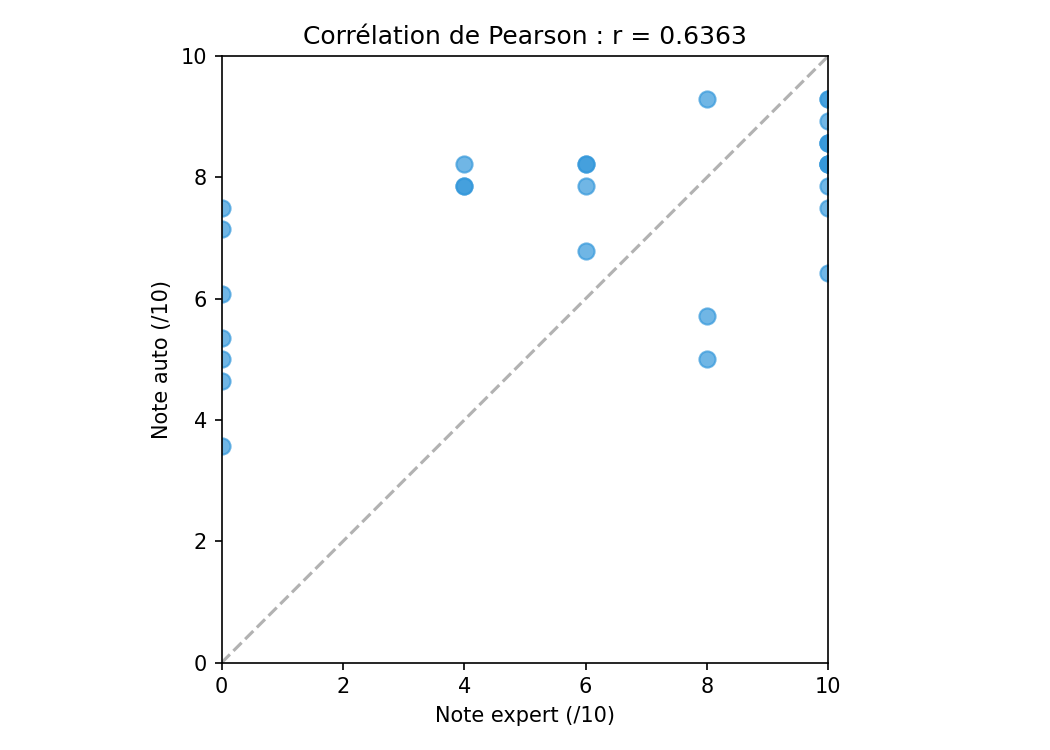 Corrélation de Pearson : r = 0.6363
10
8
6
4
2
0
Note auto (/10)
0 2 4 6 8 10
Note expert (/10)